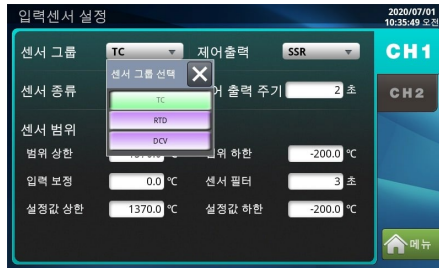 입력센서 설정
2020/07/01
10:35:49 오전
센서 그룹 TC 제어출력 SSR
CH1
센서 그룹 선택
센서 종류 출력 주기 2 초
CH2
TC
RTD
DCV
센서 범위
범위 상한 하한 -200.0 ℃
입력 보정 0.0 ℃ 센서 필터 3 초
설정값 상한 1370.0 ℃ 설정값 하한 -200.0 ℃
메뉴